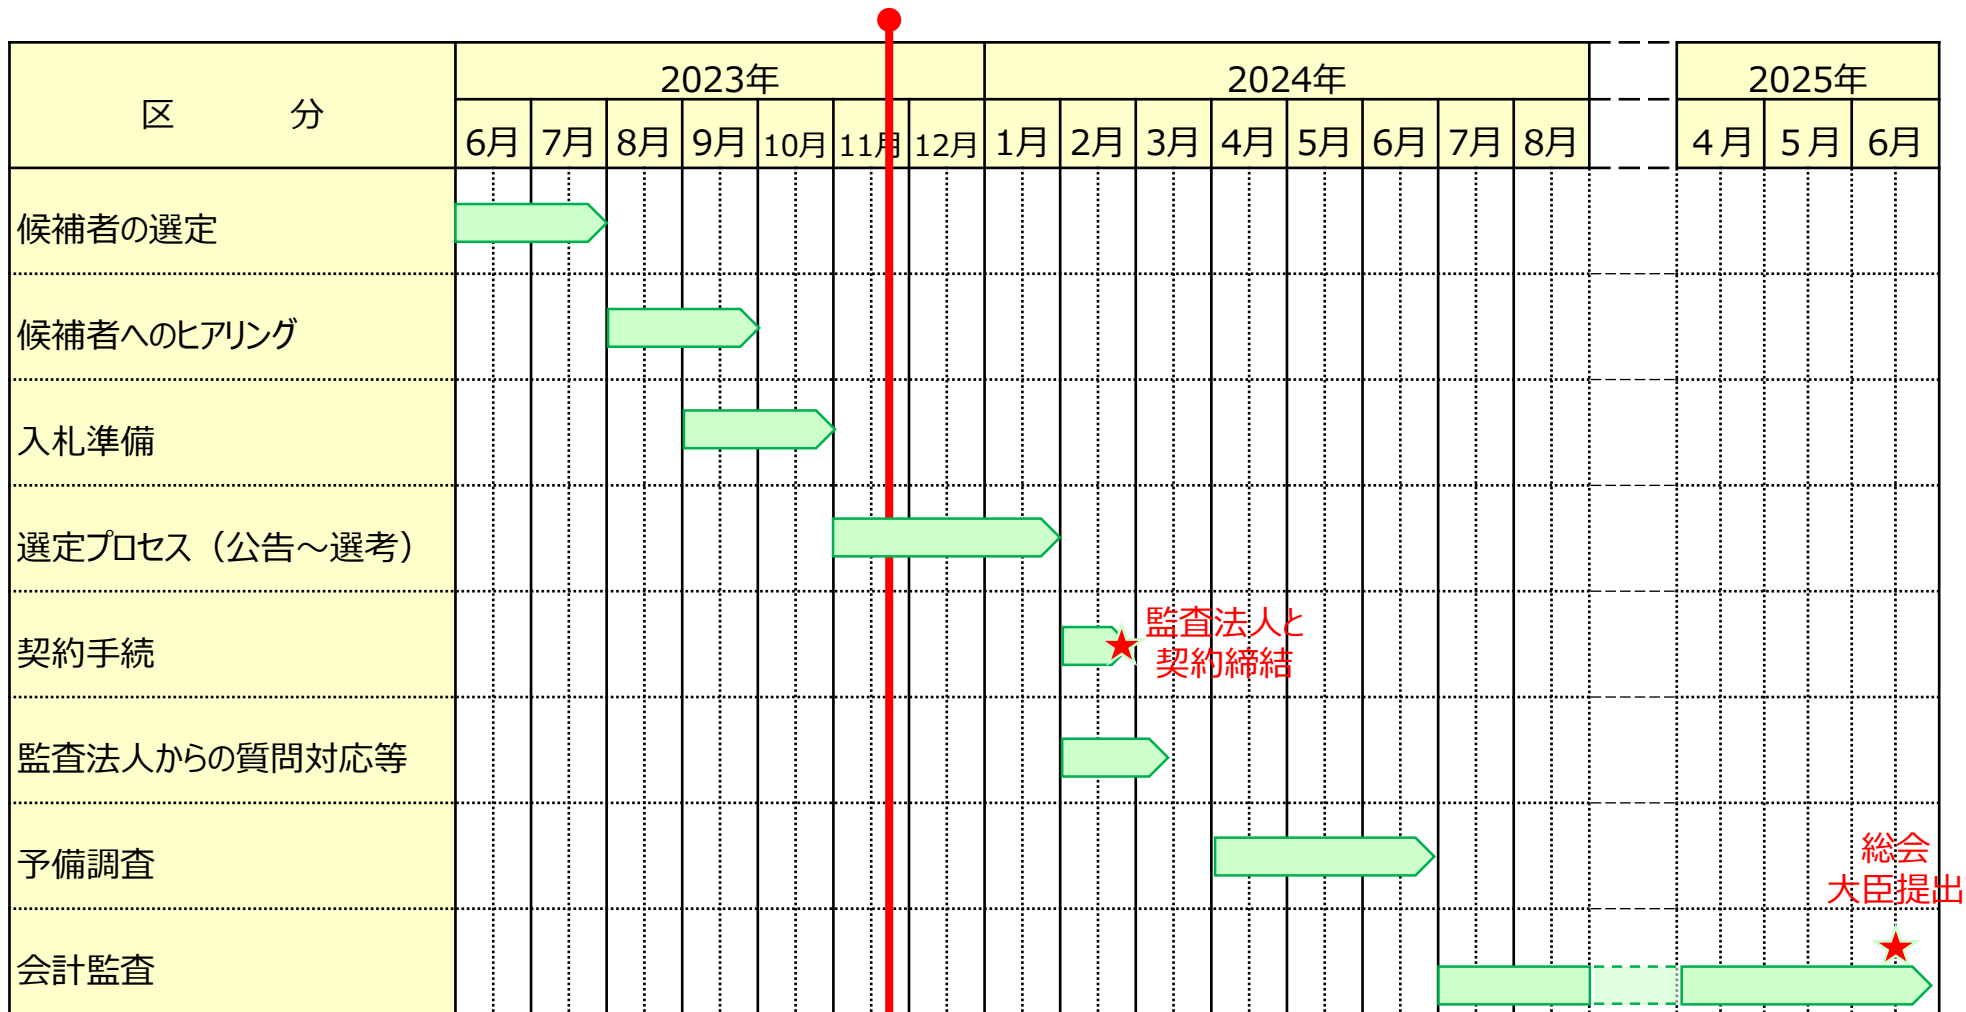 区 分
2023年
2024年
2025年
6月 7月 8月 9月 10月 11月 12月 1月 2月 3月 4月 5月 6月 7月 8月 4月 5月 6月
候補者の選定
候補者へのヒアリング
入札準備
選定プロセス（公告～選考）
契約手続
監査法人と
契約締結
監査法人からの質問対応等
予備調査
総会
大臣提出
会計監査